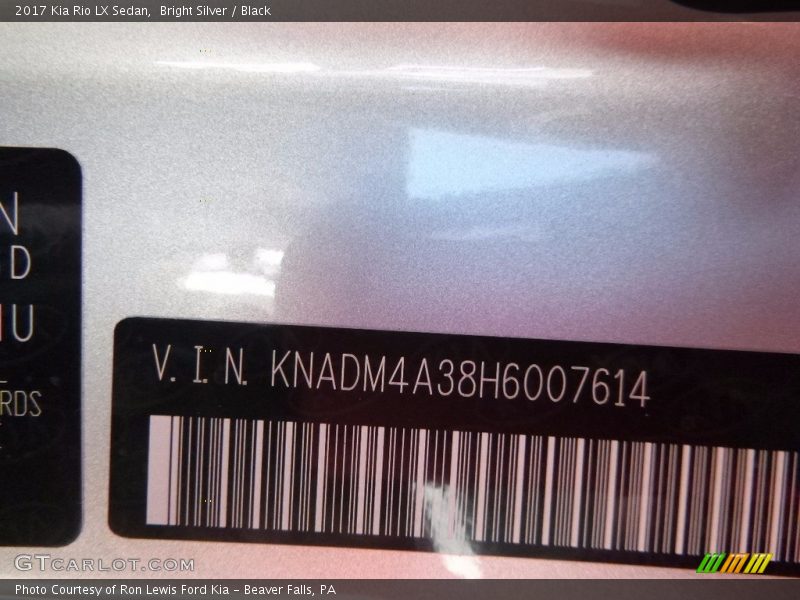 2017 Kia Rio LX Sedan, Bright Silver / Black
N
D
U
RDS
V. I. N. KNADM4A38H6007614
GTCARLOT.COM
Photo Courtesy of Ron Lewis Ford Kia – Beaver Falls, PA